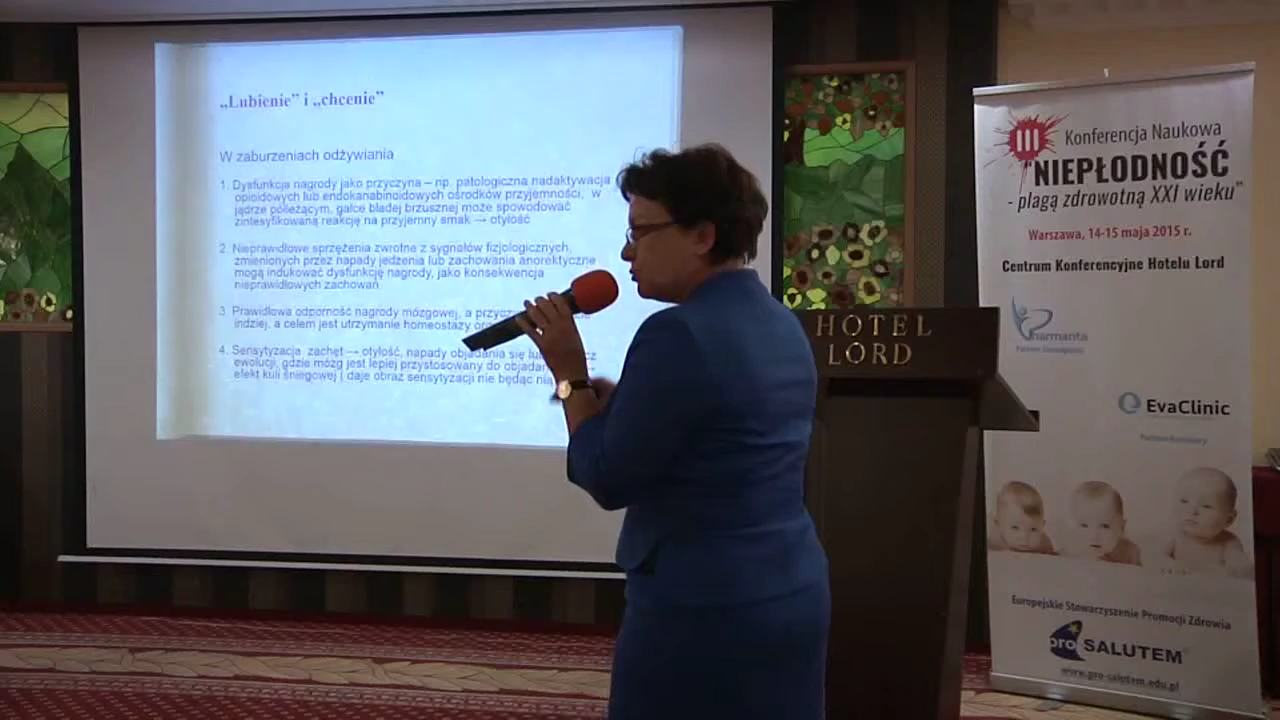 „Lubienie” i „chcenie”
W zaburzeniach odżywiania
1. Dysfunkcja nagrody jako przyczyna – np. patologiczna nadaktywacja
opioidowych lub endokanabinoidowych ośrodków przyjemności, w
jądrze półleżącym, gałce bladej brzusznej może spowodować
zintesyfikowaną reakcję na przyjemny smak → otyłość
2. Nieprawidłowe sprzężenia zwrotne z sygnałów fizjologicznych,
zmienionych przez napady jedzenia lub zachowania anorektyczne
mogą indukować dysfunkcję nagrody, jako konsekwencja
nieprawidłowych zachowań
3. Prawidłowa odporność nagrody mózgowej, a
indziej, a celem jest utrzymanie homeostazy
4. Sensytyzacja zachęt → otyłość, napady objadania się
ewolucji, gdzie mózg jest lepiej przystosowany do
efekt kuli śniegowej ( daje obraz sensytyzacji nie będąc nią
HOTEL
LORD
III Konferencja Naukowa
"NIEPŁODNOŚĆ
- plagą zdrowotną XXI wieku"
Warszawa, 14-15 maja 2015 r.
Centrum Konferencyjne Hotelu Lord
Pharmanta
EvaClinic
Europejskie Stowarzyszenie Promocji Zdrowia
pro SALUTEM
www.pro-salutem.edu.pl